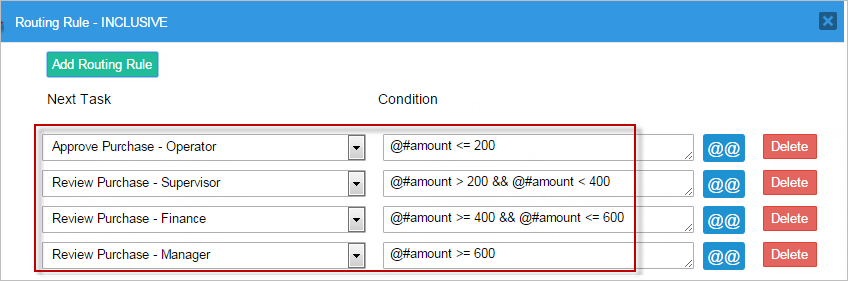 Routing Rule - INCLUSIVE
Add Routing Rule
Next Task Condition
Approve Purchase - Operator @#amount <= 200 @@ Delete
Review Purchase - Supervisor @#amount > 200 && @#amount < 400 @@ Delete
Review Purchase - Finance @#amount >= 400 && @#amount <= 600 @@ Delete
Review Purchase - Manager @#amount >= 600 @@ Delete